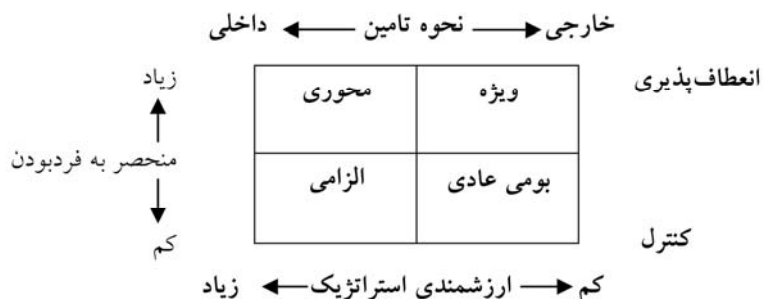 خارجی نحوه تامین داخلی
انعطاف‌پذیری
ویژه محوری
زیاد
منحصر به فردبودن
بومی عادی الزامی
کنترل
کم
کم ارزشمندی استراتژیک زیاد